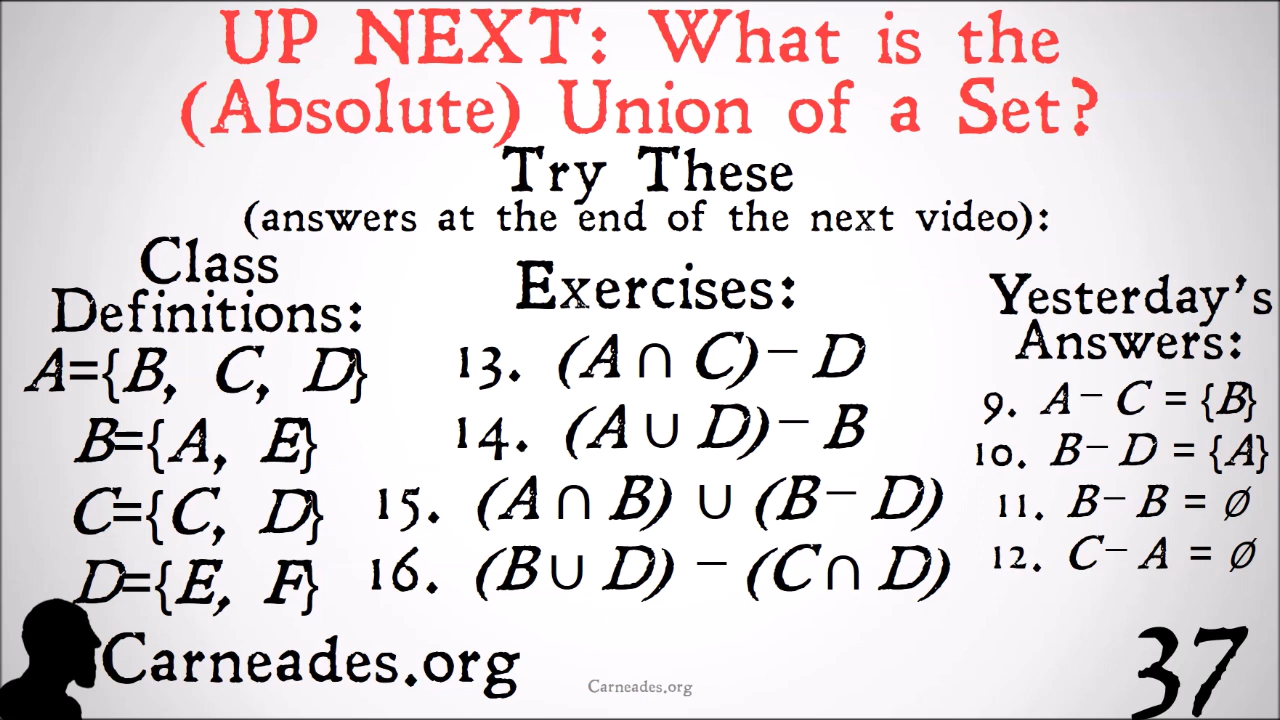 UP NEXT: What is the
(Absolute) Union of a Set?
Try These
(answers at the end of the next video):
Class
Definitions:
A={B, C, D}
B={A, E}
C={C, D}
D={E, F}
Exercises:
13. (A ∩ C) − D
14. (A ∪ D) − B
15. (A ∩ B) ∪ (B − D)
16. (B ∪ D) − (C ∩ D)
Yesterday's
Answers:
9. A − C = {B}
10. B − D = {A}
11. B − B = ∅
12. C − A = ∅
Carneades.org
Carneades.org
37